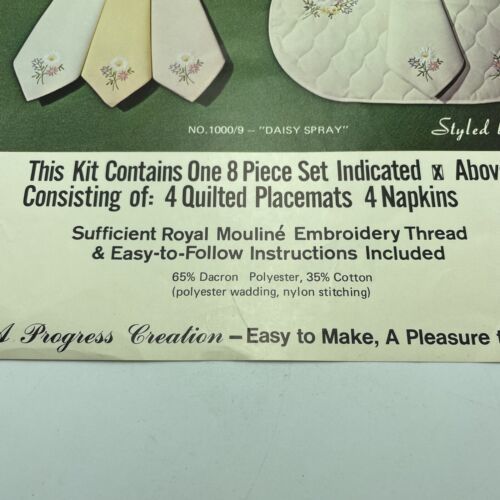 NO.1000/9 – "DAISY SPRAY"
Styled
This Kit Contains One 8 Piece Set Indicated ☒ Abov
Consisting of: 4 Quilted Placemats 4 Napkins
Sufficient Royal Mouliné Embroidery Thread
& Easy-to-Follow Instructions Included
65% Dacron Polyester, 35% Cotton
(polyester wadding, nylon stitching)
A Progress Creation – Easy to Make, A Pleasure t